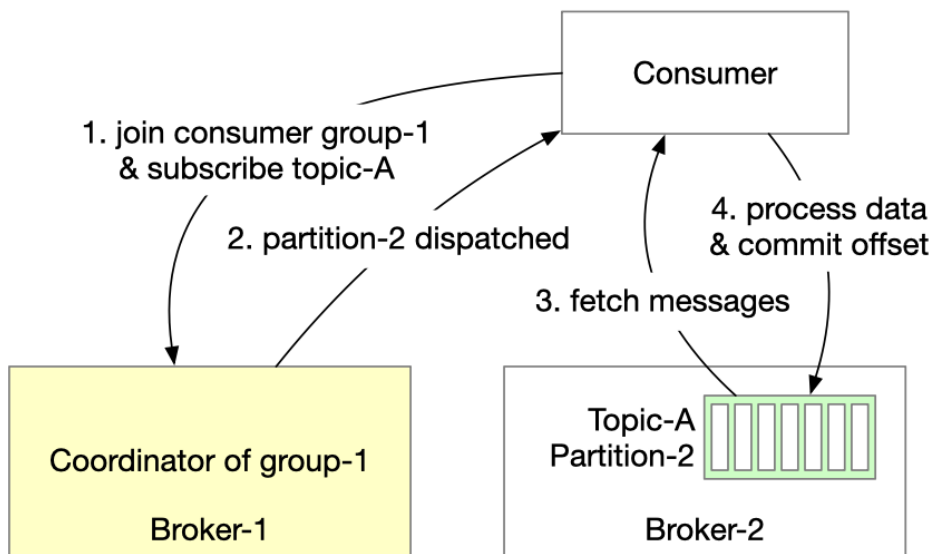 Consumer
1. join consumer group-1
& subscribe topic-A
2. partition-2 dispatched
4. process data
& commit offset
3. fetch messages
Coordinator of group-1
Broker-1
Topic-A
Partition-2
Broker-2